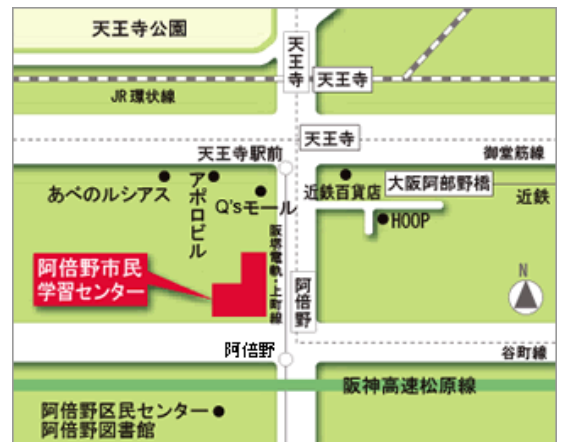 天王寺公園
天王寺
天王寺
JR環状線
天王寺
天王寺駅前
御堂筋線
あべのルシアス
アポロビル
Q'sモール
近鉄百貨店
大阪阿部野橋
近鉄
HOOP
阪堺電軌・上町線
阿倍野市民
学習センター
阿倍野
N
阿倍野
谷町線
阪神高速松原線
阿倍野区民センター
阿倍野図書館